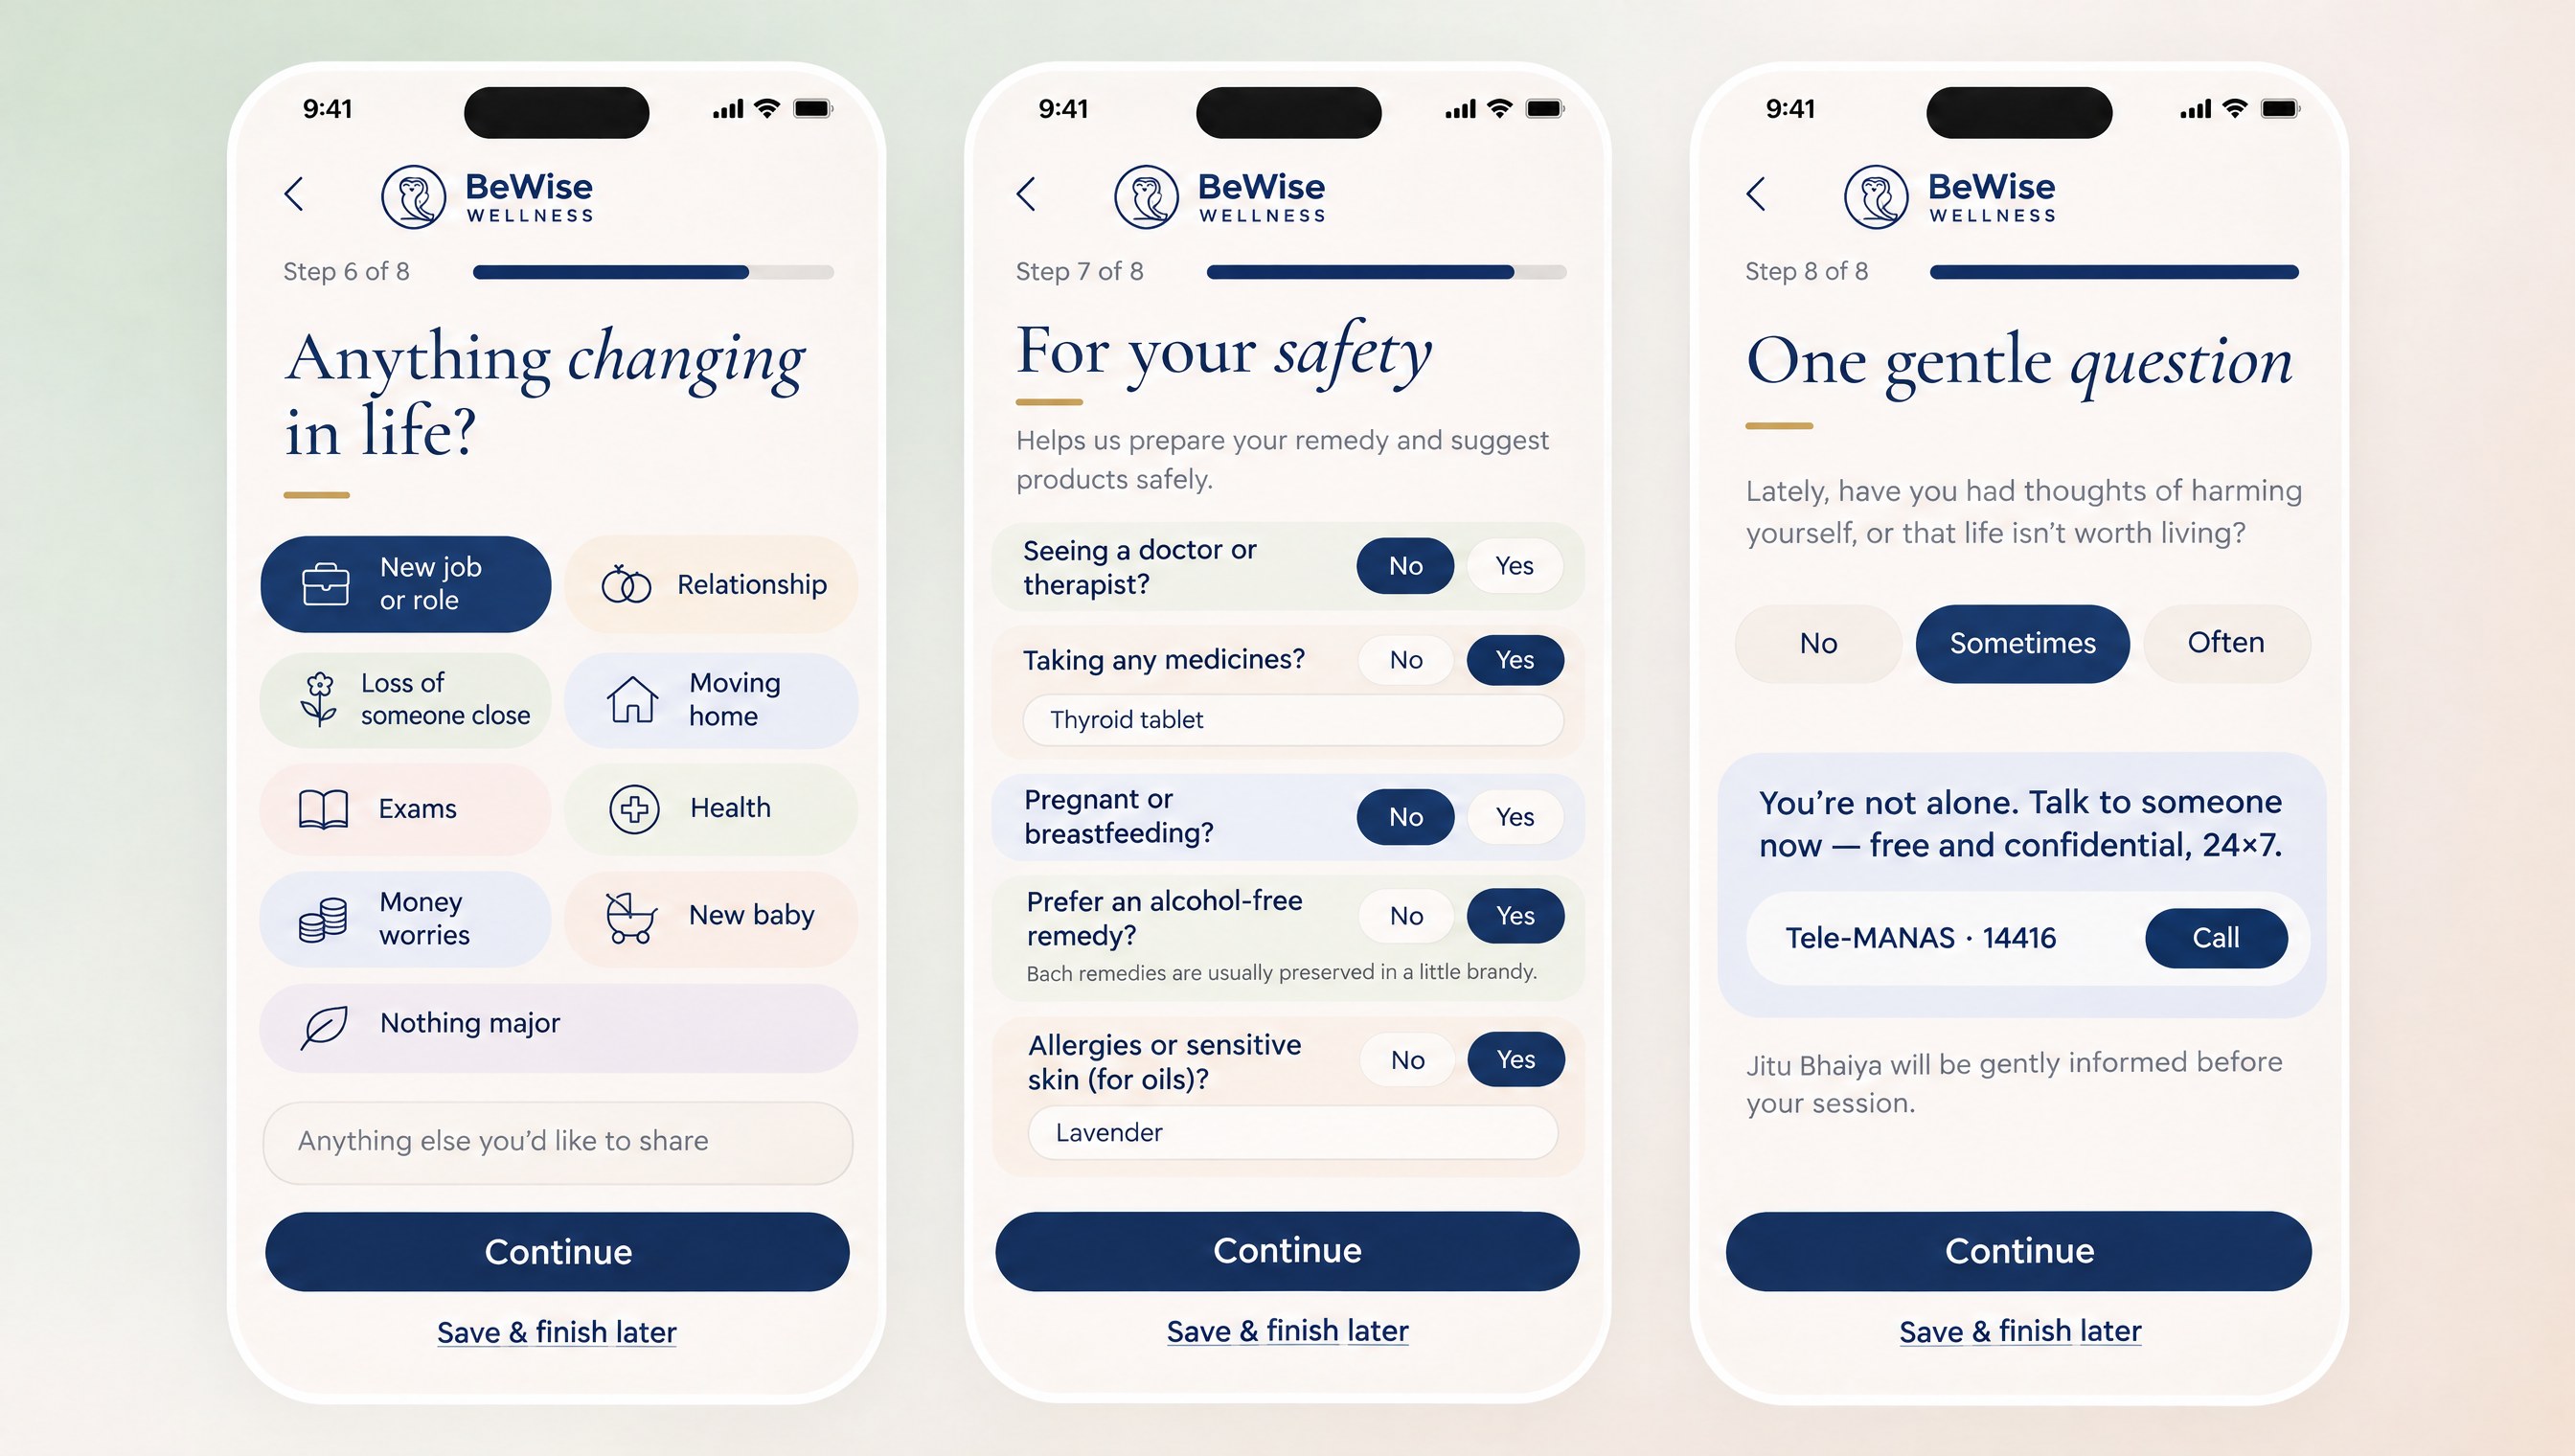 9:41
BeWise
WELLNESS
Step 6 of 8
Anything changing
in life?
New job
or role
Relationship
Loss of
someone close
Moving
home
Exams
Health
Money
worries
New baby
Nothing major
Anything else you’d like to share
Continue
Save & finish later
9:41
BeWise
WELLNESS
Step 7 of 8
For your safety
Helps us prepare your remedy and suggest
products safely.
Seeing a doctor or
therapist?
No
Yes
Taking any medicines?
No
Yes
Thyroid tablet
Pregnant or
breastfeeding?
No
Yes
Prefer an alcohol-free
remedy?
No
Yes
Bach remedies are usually preserved in a little brandy.
Allergies or sensitive
skin (for oils)?
No
Yes
Lavender
Continue
Save & finish later
9:41
BeWise
WELLNESS
Step 8 of 8
One gentle question
Lately, have you had thoughts of harming
yourself, or that life isn’t worth living?
No
Sometimes
Often
You’re not alone. Talk to someone
now — free and confidential, 24×7.
Tele-MANAS · 14416
Call
Jitu Bhaiya will be gently informed before
your session.
Continue
Save & finish later